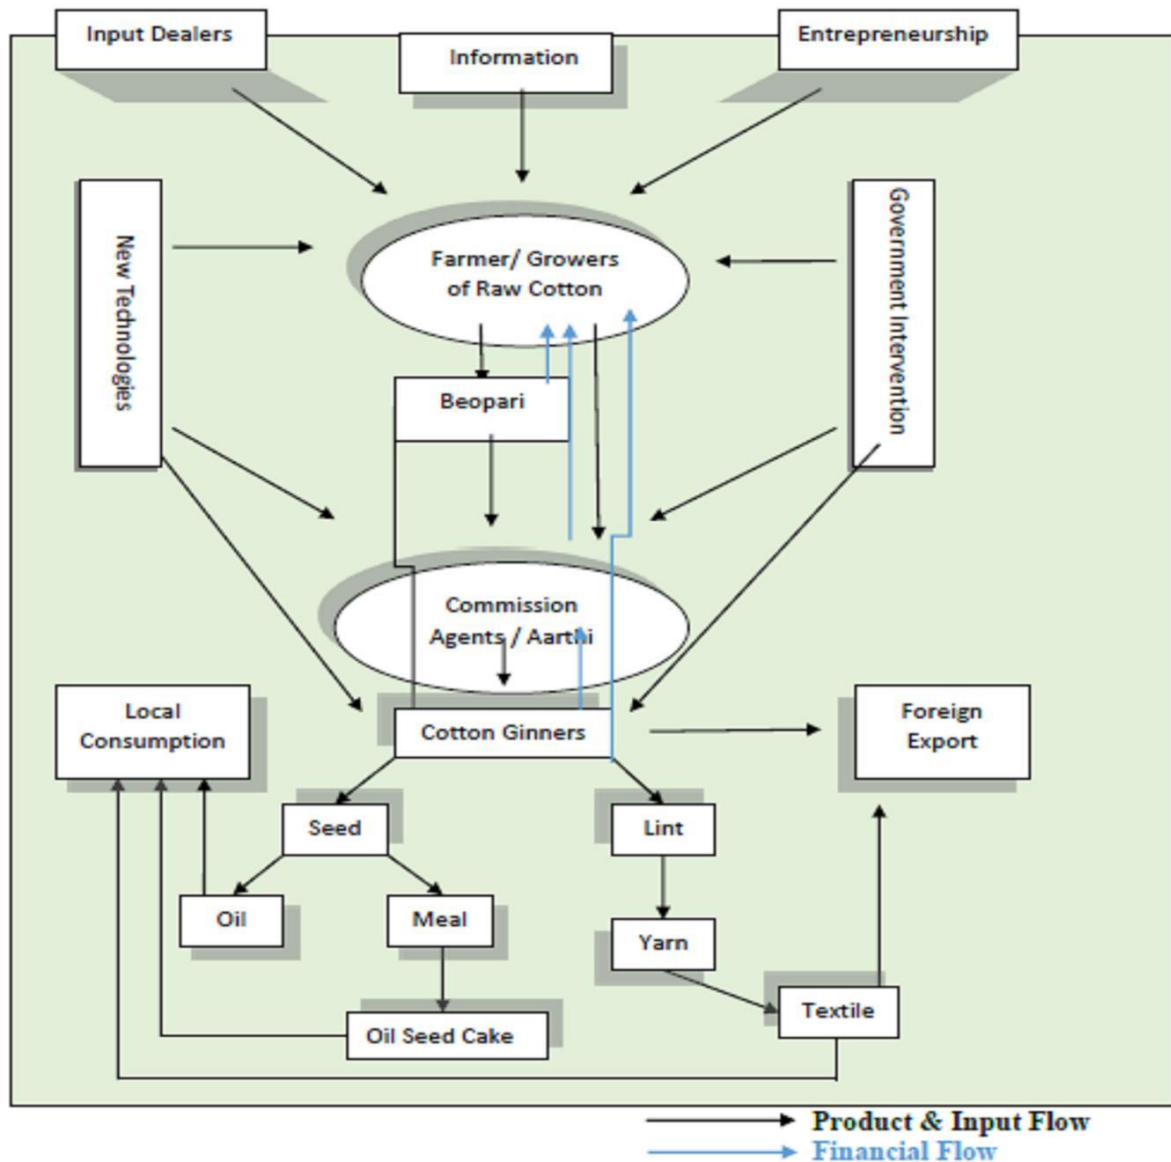 Input Dealers
Information
Entrepreneurship
New Technologies
Farmer/ Growers
of Raw Cotton
Government Intervention
Beopari
Commission
Agents / Aarthi
Local
Consumption
Cotton Ginners
Foreign
Export
Seed
Lint
Oil
Meal
Yarn
Textile
Oil Seed Cake
Product & Input Flow
Financial Flow